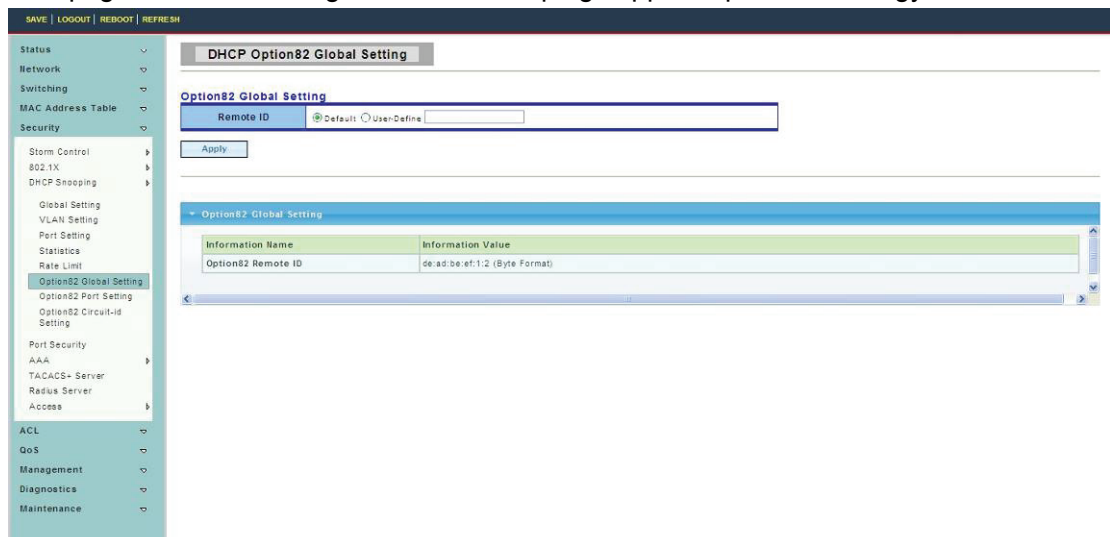 SAVE | LOGOUT | REBOOT | REFRESH
Status
Network
Switching
MAC Address Table
Security
Storm Control
802.1X
DHCP Snooping
Global Setting
VLAN Setting
Port Setting
Statistics
Rate Limit
Option82 Global Setting
Option82 Port Setting
Option82 Circuit-id
Setting
Port Security
AAA
TACACS+ Server
Radius Server
Access
ACL
QoS
Management
Diagnostics
Maintenance
DHCP Option82 Global Setting
Option82 Global Setting
Remote ID Default User-Define
Apply
Option82 Global Setting
Information Name Information Value
Option82 Remote ID de:ad:be:ef:1:2 (Byte Format)